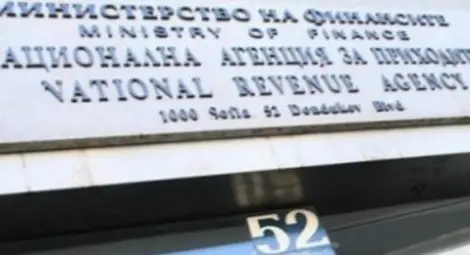 МИНИСТЕРСТВО НА ФИНАНСИТЕ
MINISTRY OF FINANCE
НАЦИОНАЛНА АГЕНЦИЯ ЗА ПРИХОДИТЕ
NATIONAL REVENUE AGENCY
1000 Sofia 52 Dondukov Blvd.
52